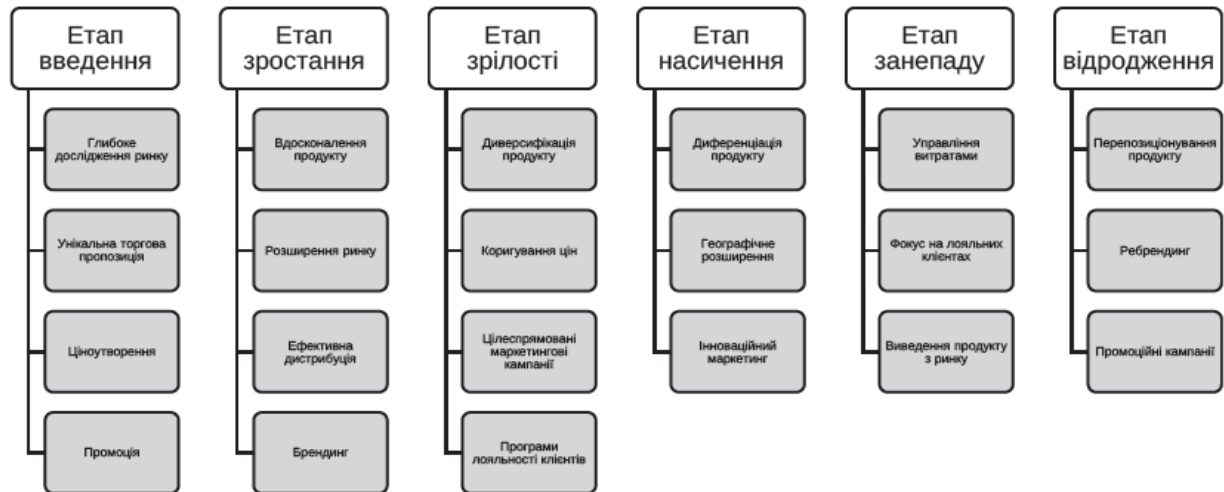 Етап
введення
Глибоке
дослідження ринку
Унікальна торгова
пропозиція
Ціноутворення
Промоція
Етап
зростання
Вдосконалення
продукту
Розширення ринку
Ефективна
дистрибуція
Брендинг
Етап
зрілості
Диверсифікація
продукту
Коригування цін
Цілеспрямовані
маркетингові
кампанії
Програми
лояльності клієнтів
Етап
насичення
Диференціація
продукту
Географічне
розширення
Інноваційний
маркетинг
Етап
занепаду
Управління
витратами
Фокус на лояльних
клієнтах
Виведення продукту
з ринку
Етап
відродження
Перепозиціонування
продукту
Ребрендинг
Промоційні кампанії